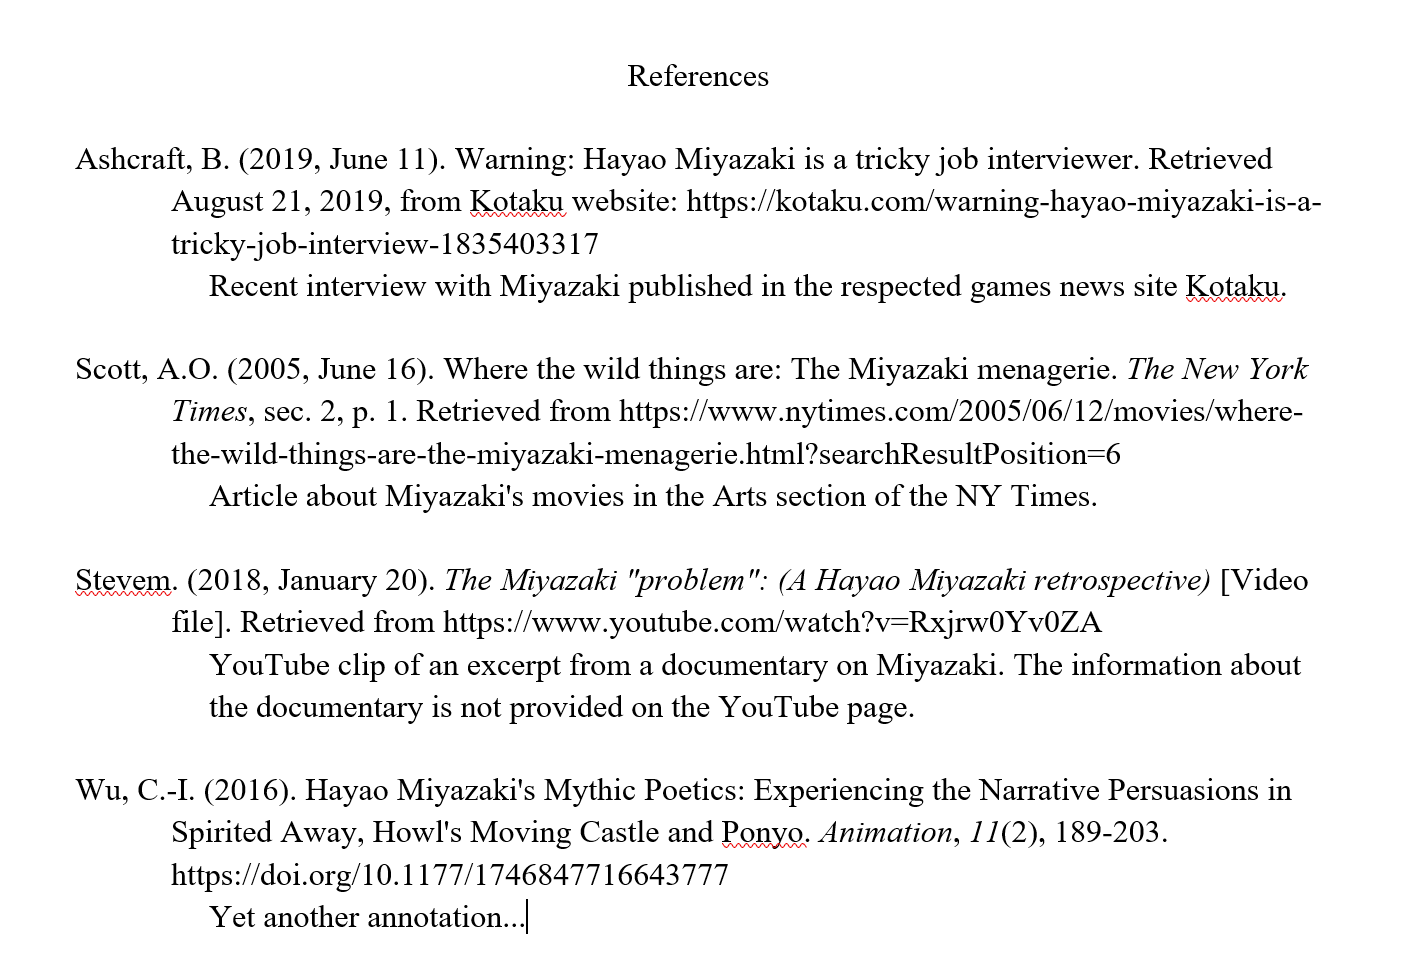 References
Ashcraft, B. (2019, June 11). Warning: Hayao Miyazaki is a tricky job interviewer. Retrieved
August 21, 2019, from Kotaku website: https://kotaku.com/warning-hayao-miyazaki-is-a-
tricky-job-interview-1835403317
Recent interview with Miyazaki published in the respected games news site Kotaku.
Scott, A.O. (2005, June 16). Where the wild things are: The Miyazaki menagerie. The New York
Times, sec. 2, p. 1. Retrieved from https://www.nytimes.com/2005/06/12/movies/where-
the-wild-things-are-the-miyazaki-menagerie.html?searchResultPosition=6
Article about Miyazaki's movies in the Arts section of the NY Times.
Stevem. (2018, January 20). The Miyazaki "problem": (A Hayao Miyazaki retrospective) [Video
file]. Retrieved from https://www.youtube.com/watch?v=Rxjrw0Yv0ZA
YouTube clip of an excerpt from a documentary on Miyazaki. The information about
the documentary is not provided on the YouTube page.
Wu, C.-I. (2016). Hayao Miyazaki's Mythic Poetics: Experiencing the Narrative Persuasions in
Spirited Away, Howl's Moving Castle and Ponyo. Animation, 11(2), 189-203.
https://doi.org/10.1177/1746847716643777
Yet another annotation...